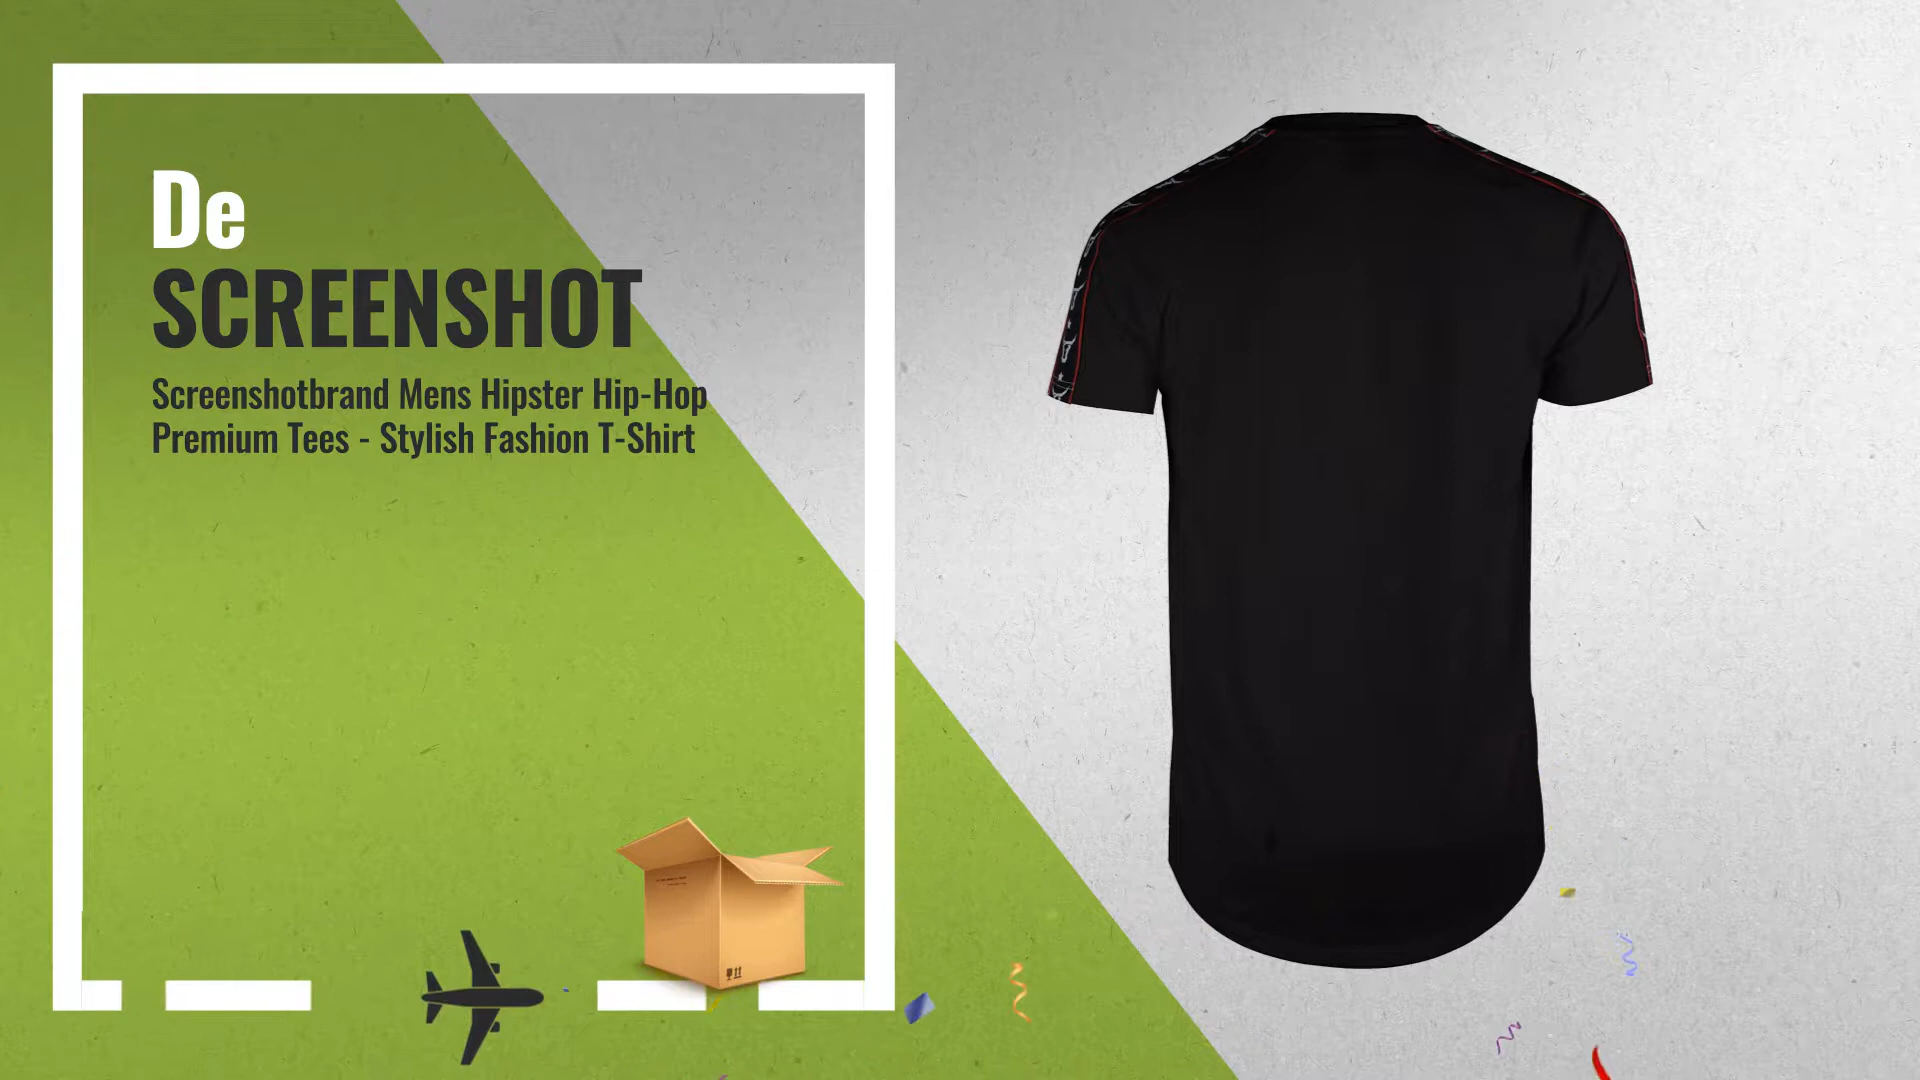 De
SCREENSHOT
Screenshotbrand Mens Hipster Hip-Hop
Premium Tees - Stylish Fashion T-Shirt